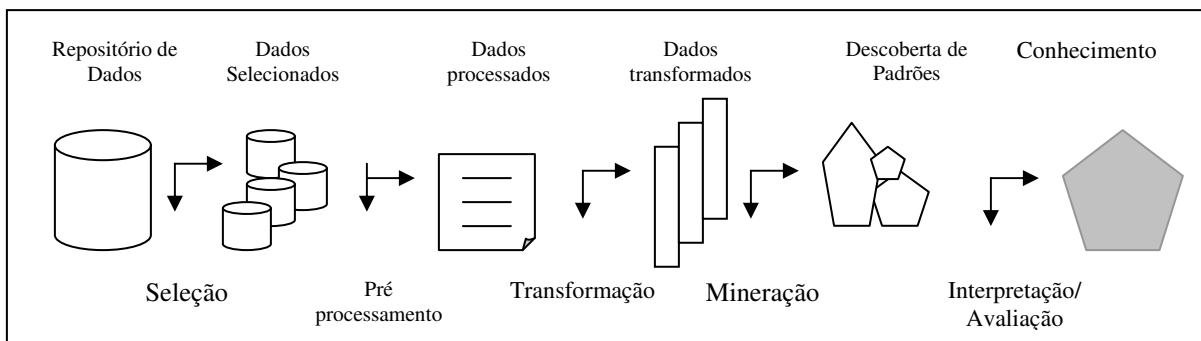 Repositório de
Dados
Dados
Selecionados
Dados
processados
Dados
transformados
Descoberta de
Padrões
Conhecimento
Seleção
Pré
processamento
Transformação
Mineração
Interpretação/
Avaliação